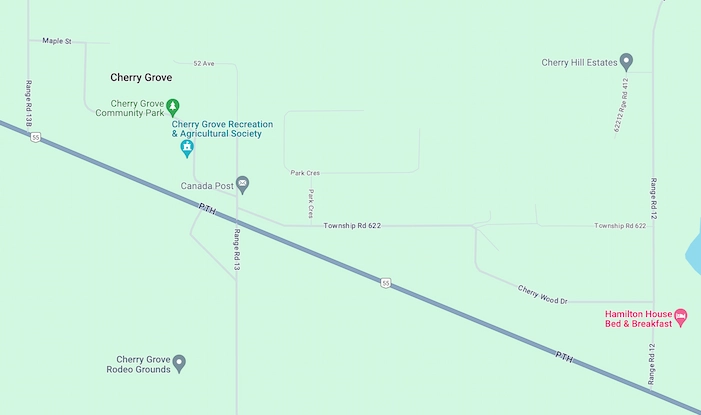 Maple St
52 Ave
Cherry Grove
Cherry Hill Estates
62212 Rge Rd 412
Range Rd 13B
Cherry Grove
Community Park
Cherry Grove Recreation
& Agricultural Society
55
Park Cres
Park Cres
Canada Post
Range Rd 12
PTH
Township Rd 622
Township Rd 622
Range Rd 13
55
Cherry Wood Dr
Hamilton House
Bed & Breakfast
PTH
Range Rd 12
Cherry Grove
Rodeo Grounds